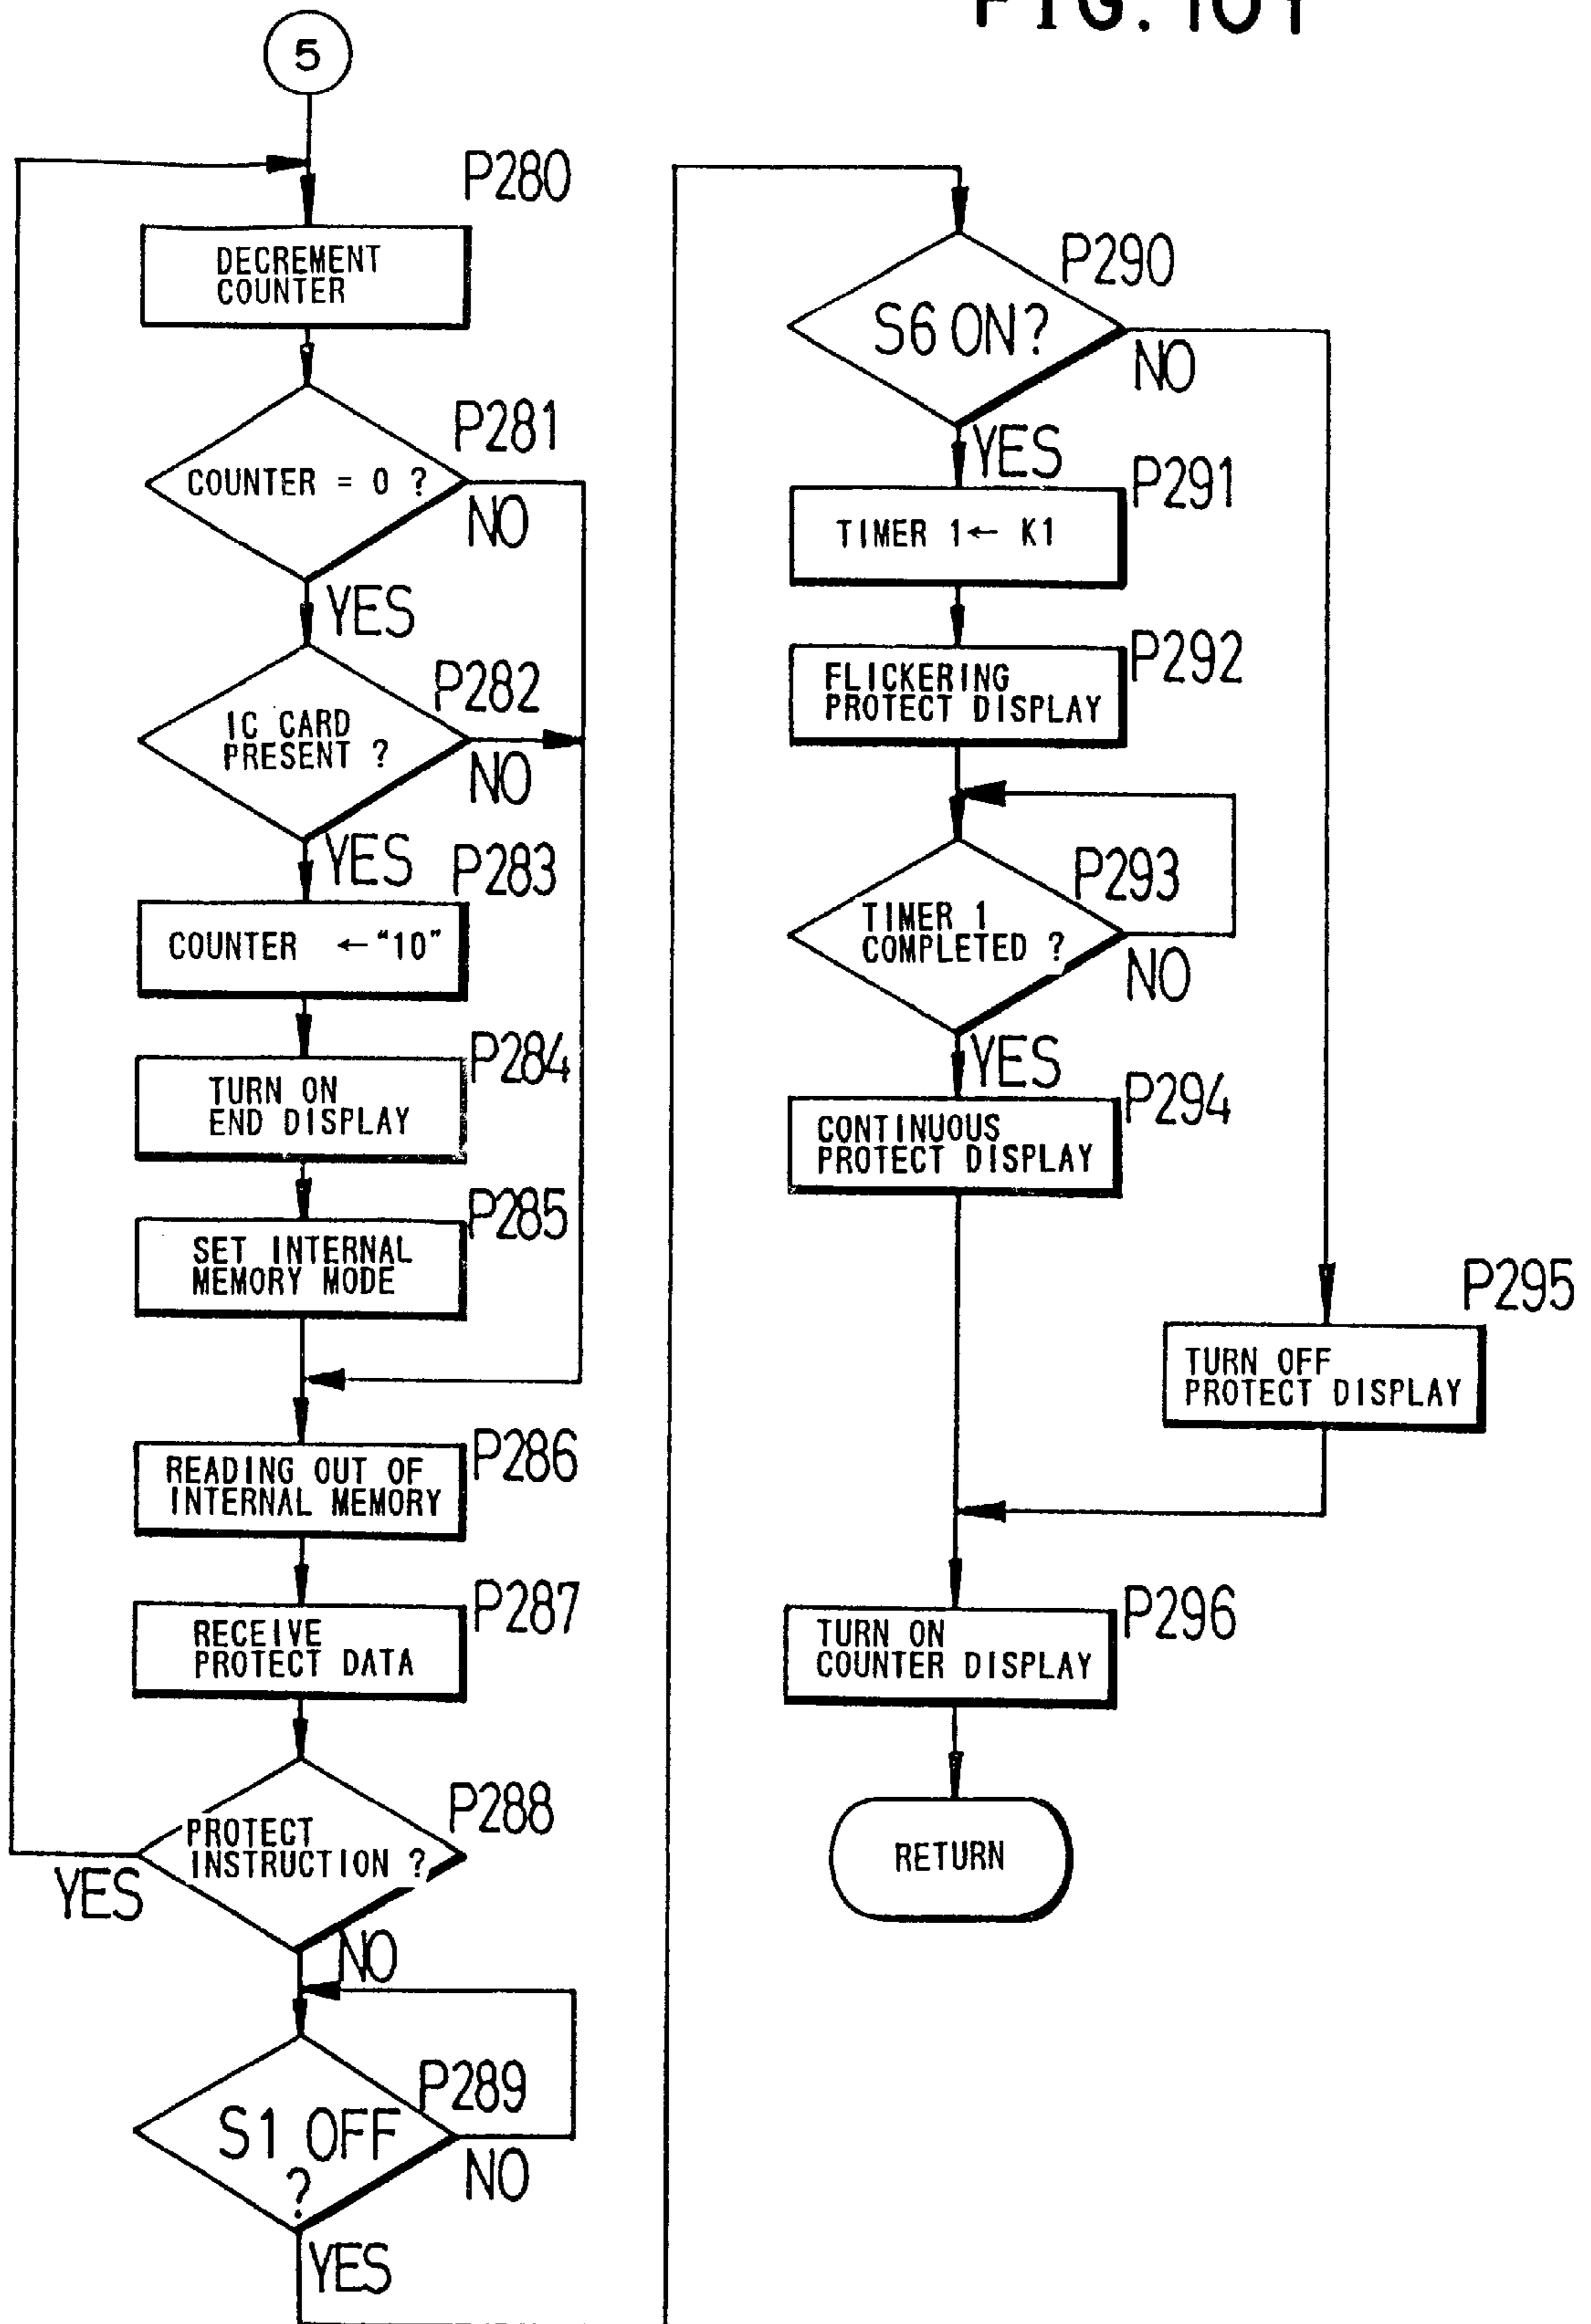 FIG. 10Y
5
P280
DECREMENT
COUNTER
P281
COUNTER = 0 ?
NO
YES
P282
IC CARD
PRESENT ?
NO
YES
P283
COUNTER ←"10"
P284
TURN ON
END DISPLAY
P285
SET INTERNAL
MEMORY MODE
P286
READING OUT OF
INTERNAL MEMORY
P287
RECEIVE
PROTECT DATA
P288
PROTECT
INSTRUCTION ?
YES
NO
P289
S1 OFF
?
NO
YES
P290
S6 ON?
NO
YES
P291
TIMER 1← K1
P292
FLICKERING
PROTECT DISPLAY
P293
TIMER 1
COMPLETED ?
NO
YES
P294
CONTINUOUS
PROTECT DISPLAY
P295
TURN OFF
PROTECT DISPLAY
P296
TURN ON
COUNTER DISPLAY
RETURN